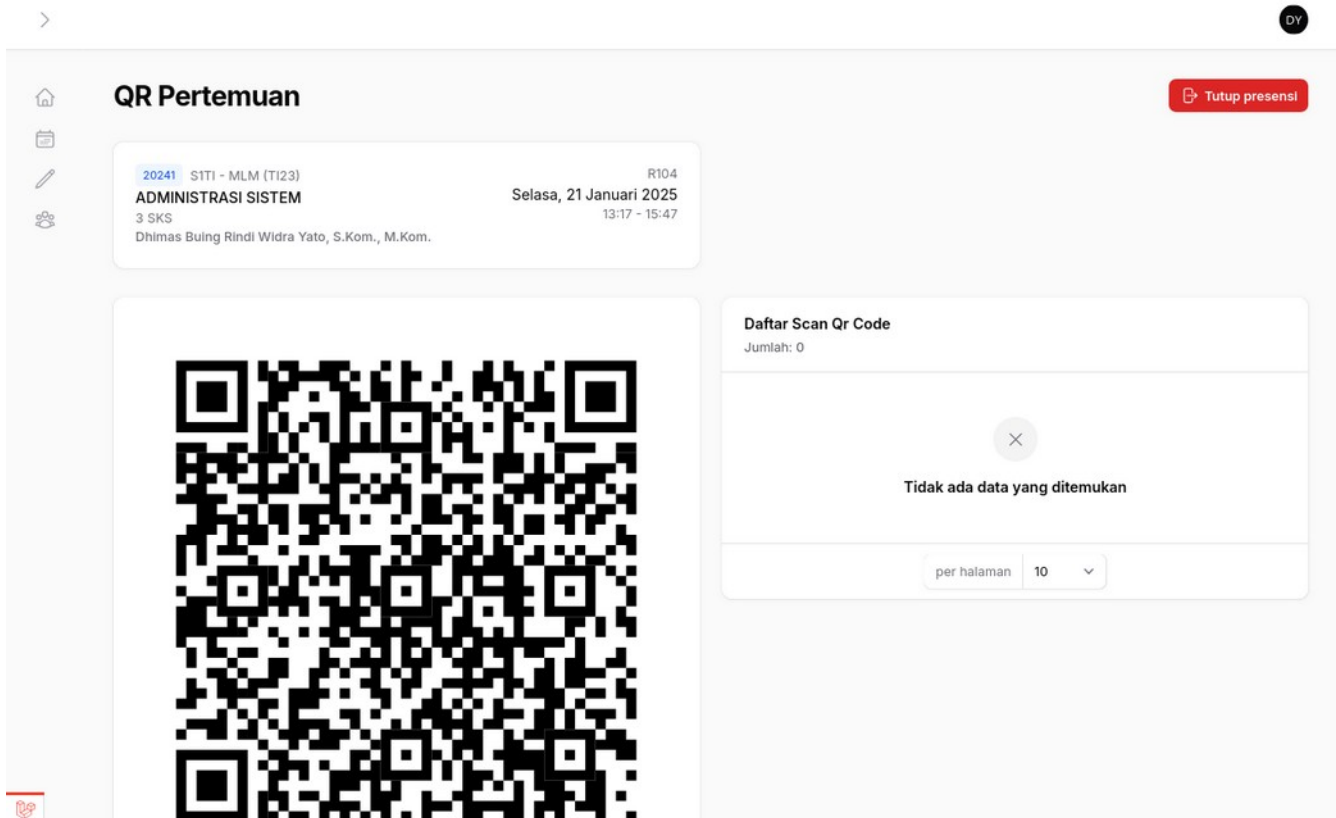 DY
QR Pertemuan
Tutup presensi
20241 S1TI - MLM (TI23)
ADMINISTRASI SISTEM
3 SKS
Dhimas Buing Rindi Widra Yato, S.Kom., M.Kom.
R104
Selasa, 21 Januari 2025
13:17 - 15:47
Daftar Scan Qr Code
Jumlah: 0
Tidak ada data yang ditemukan
per halaman 10